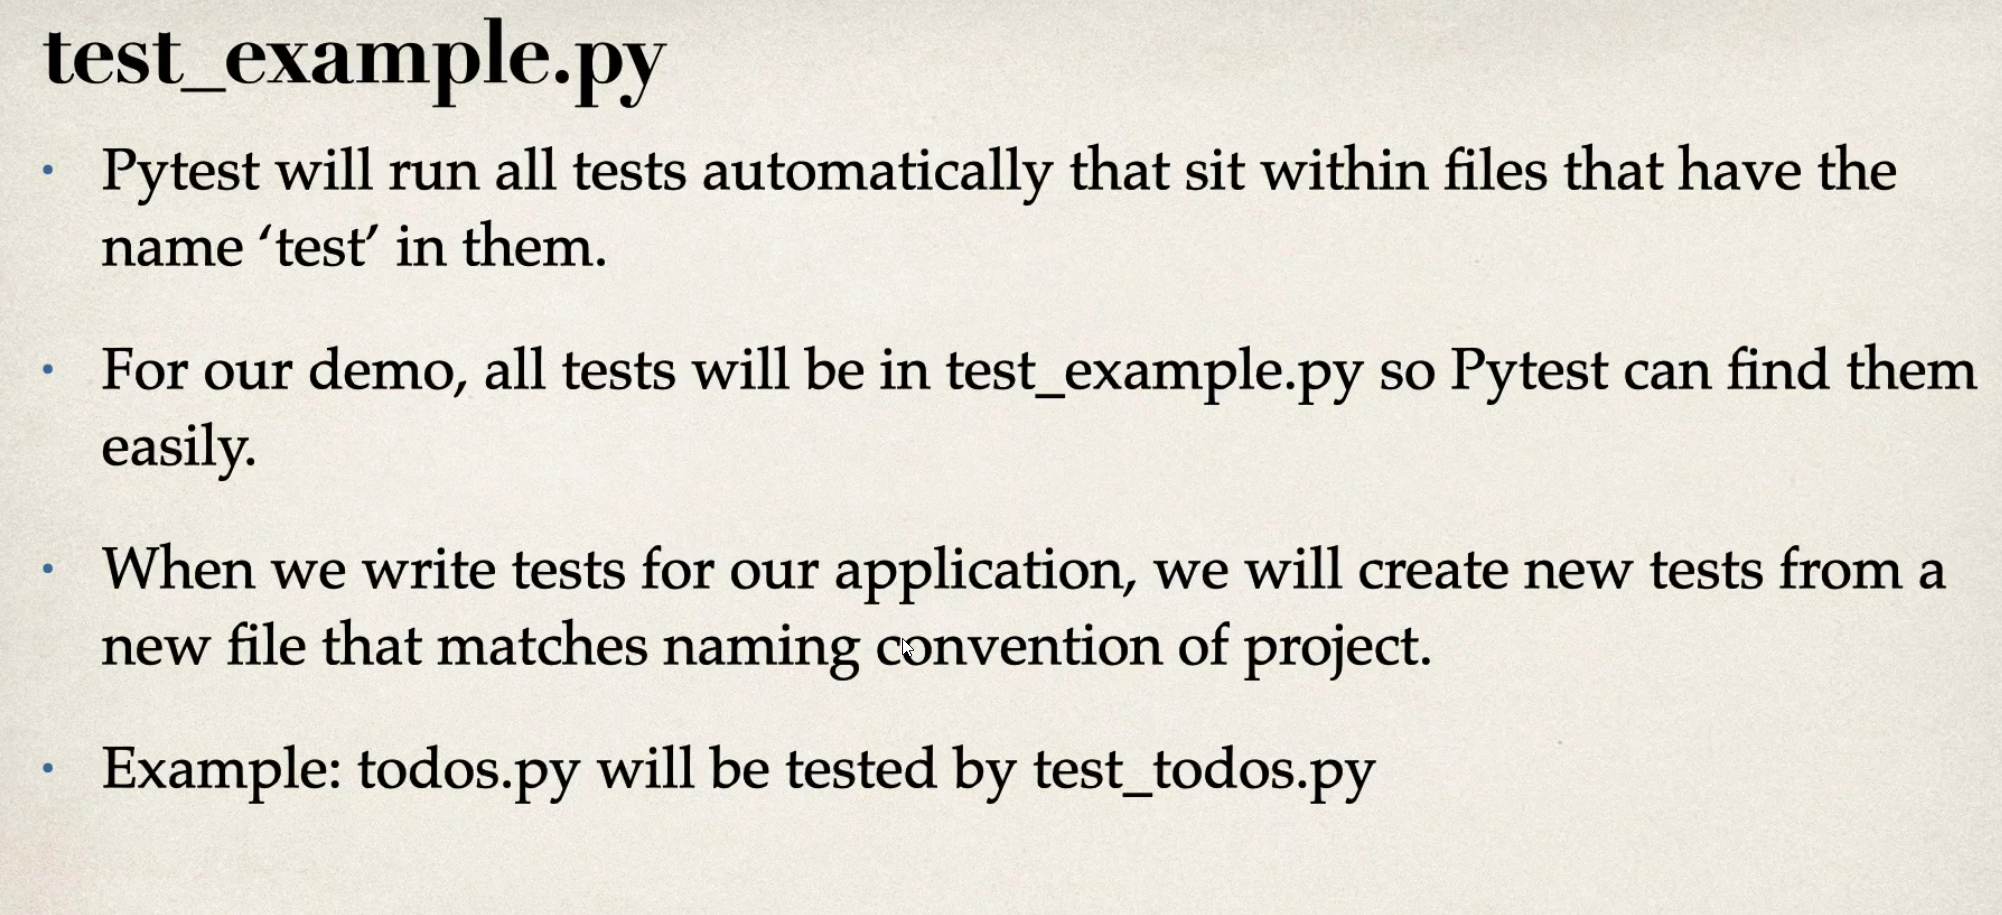 test_example.py
• Pytest will run all tests automatically that sit within files that have the
name ‘test’ in them.
• For our demo, all tests will be in test_example.py so Pytest can find them
easily.
• When we write tests for our application, we will create new tests from a
new file that matches naming convention of project.
• Example: todos.py will be tested by test_todos.py